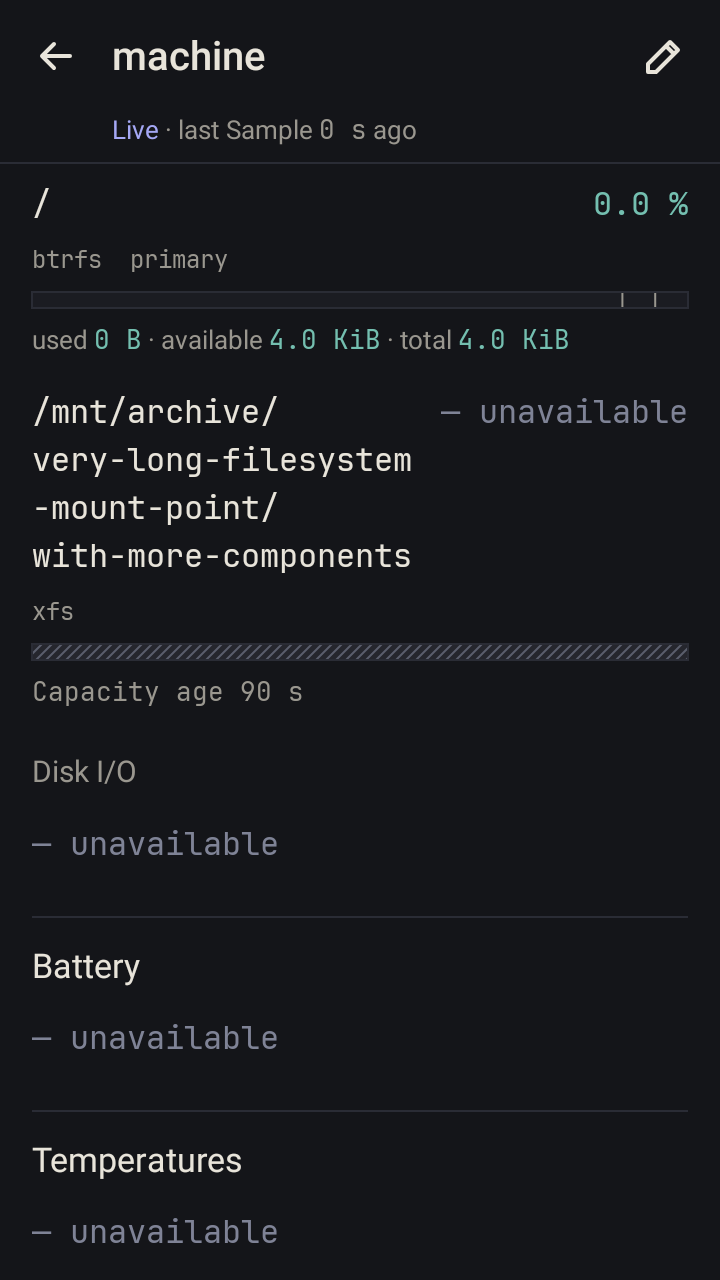 machine
Live · last Sample 0 s ago
/ 0.0 %
btrfs primary
used 0 B · available 4.0 KiB · total 4.0 KiB
/mnt/archive/ — unavailable
very-long-filesystem
-mount-point/
with-more-components
xfs
Capacity age 90 s
Disk I/O
— unavailable
Battery
— unavailable
Temperatures
— unavailable